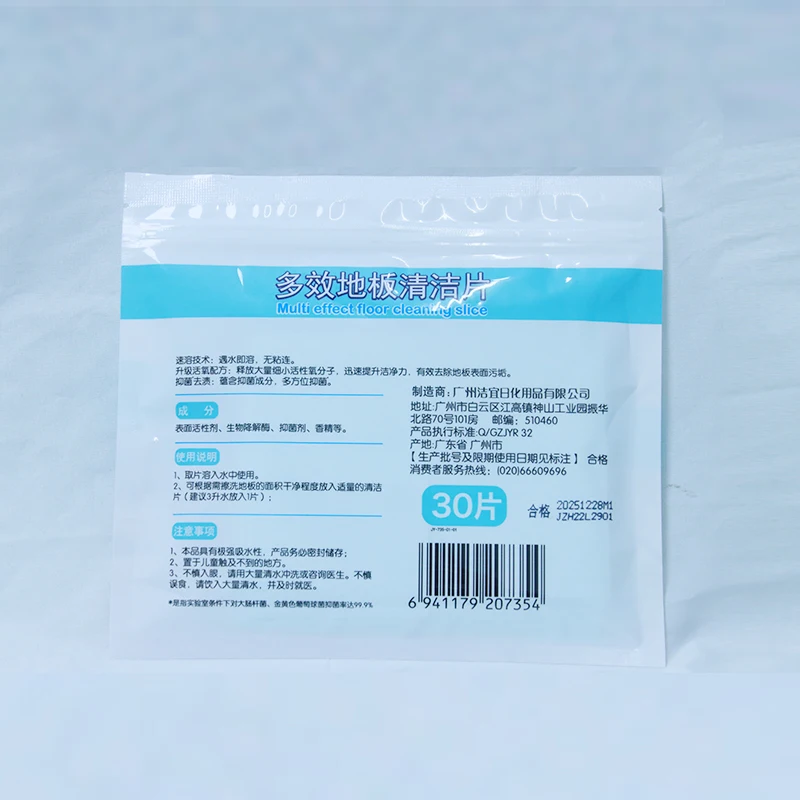 多效地板清洁片
Multi effect floor cleaning slice
速溶技术：遇水即溶，无粘连。
升级活氧配方：释放大量细小活性氧分子，迅速提升洁净力，有效去除地板表面污垢。
抑菌去渍：蕴含抑菌成分，多方位抑菌。
成 分
表面活性剂、生物降解酶、抑菌剂、香精等。
使用说明
1、取片溶入水中使用。
2、可根据需擦洗地板的面积干净程度放入适量的清洁
片（建议3升水放入1片）；
注意事项
1、本品具有极强吸水性，产品务必密封储存；
2、置于儿童触及不到的地方。
3、不慎入眼，请用大量清水冲洗或咨询医生。不慎
误食，请饮入大量清水，并及时就医。
*是指实验室条件下对大肠杆菌、金黄色葡萄球菌抑菌率达99.9%
制造商：广州洁宜日化用品有限公司
地址：广州市白云区江高镇神山工业园振华
北路70号101房 邮编：510460
产品执行标准：Q/GZJYR 32
产地：广东省 广州市
【生产批号及限期使用日期见标注】 合格
消费者服务热线：(020)66609696
30片
合格 20251228M1
JZH22L2901
6 941179 207354